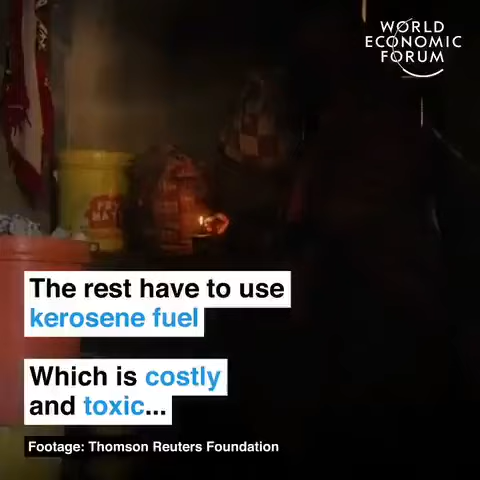 WORLD
ECONOMIC
FORUM
The rest have to use
kerosene fuel
Which is costly
and toxic...
Footage: Thomson Reuters Foundation